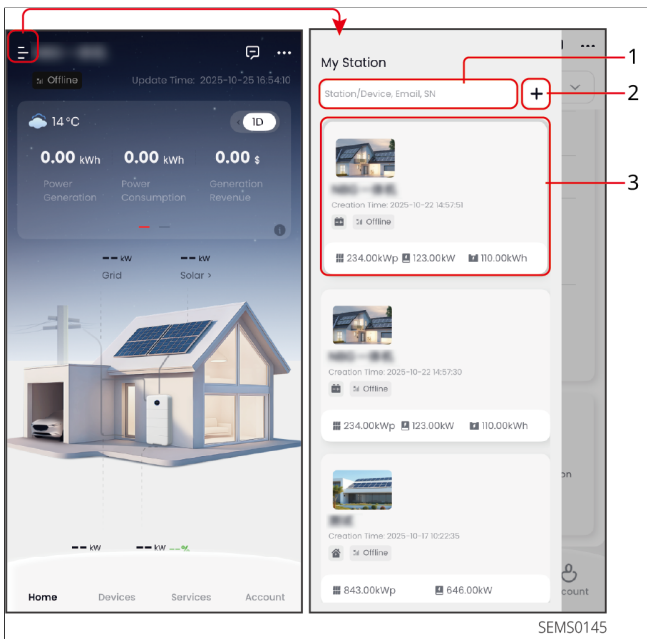 Offline
Update Time: 2025-10-25 16:54:10
14°C
1D
0.00 kWh 0.00 kWh 0.00 $
Power Generation
Power Consumption
Generation Revenue
-- kW -- kW
Grid Solar >
-- kW -- kW --%
Home Devices Services Account
My Station
Station/Device, Email, SN
+
1
2
3
Creation Time: 2025-10-22 14:57:51
Offline
234.00kWp 123.00kW 110.00kWh
Creation Time: 2025-10-22 14:57:30
Offline
234.00kWp 123.00kW 110.00kWh
Creation Time: 2025-10-17 10:22:35
Offline
843.00kWp 646.00kW
on
count
SEMS0145